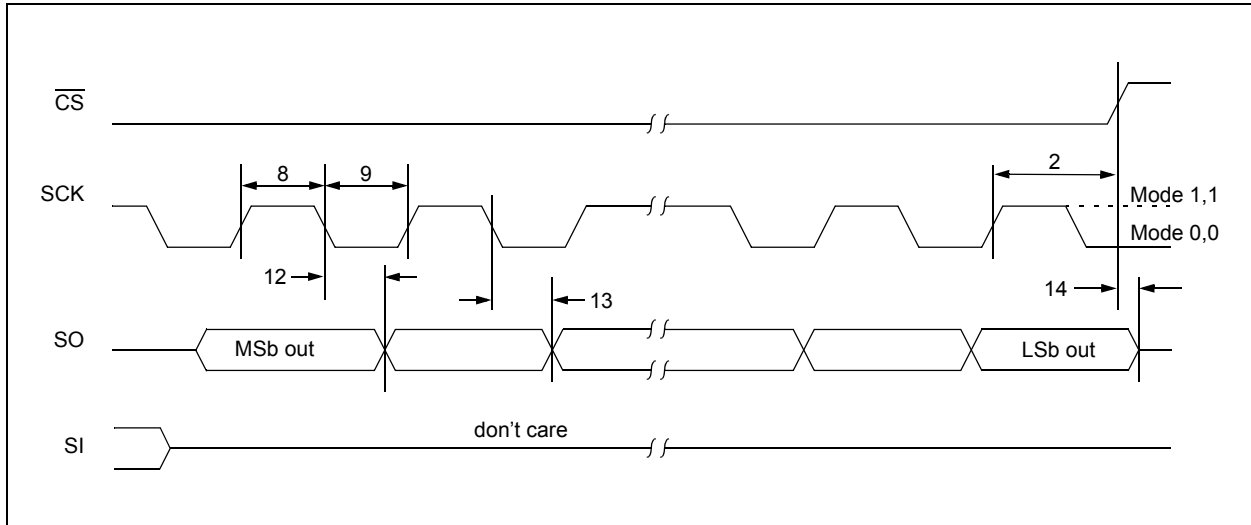 CS
2
8
9
SCK
Mode 1,1
Mode 0,0
12
13
14
SO
MSb out
LSb out
don't care
SI